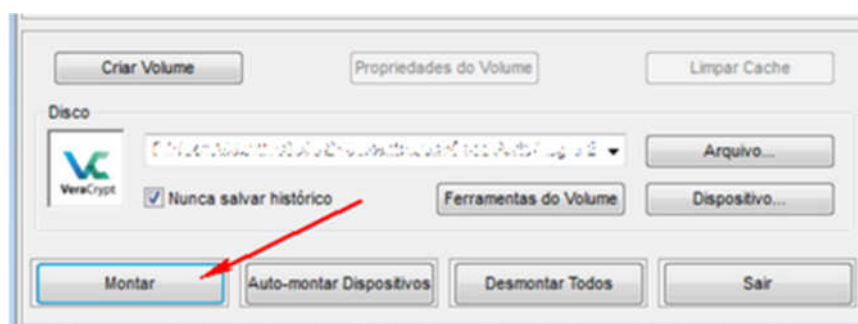 Criar Volume
Propriedades do Volume
Limpar Cache
Disco
VeraCrypt
Arquivo...
Nunca salvar histórico
Ferramentas do Volume
Dispositivo...
Montar
Auto-montar Dispositivos
Desmontar Todos
Sair